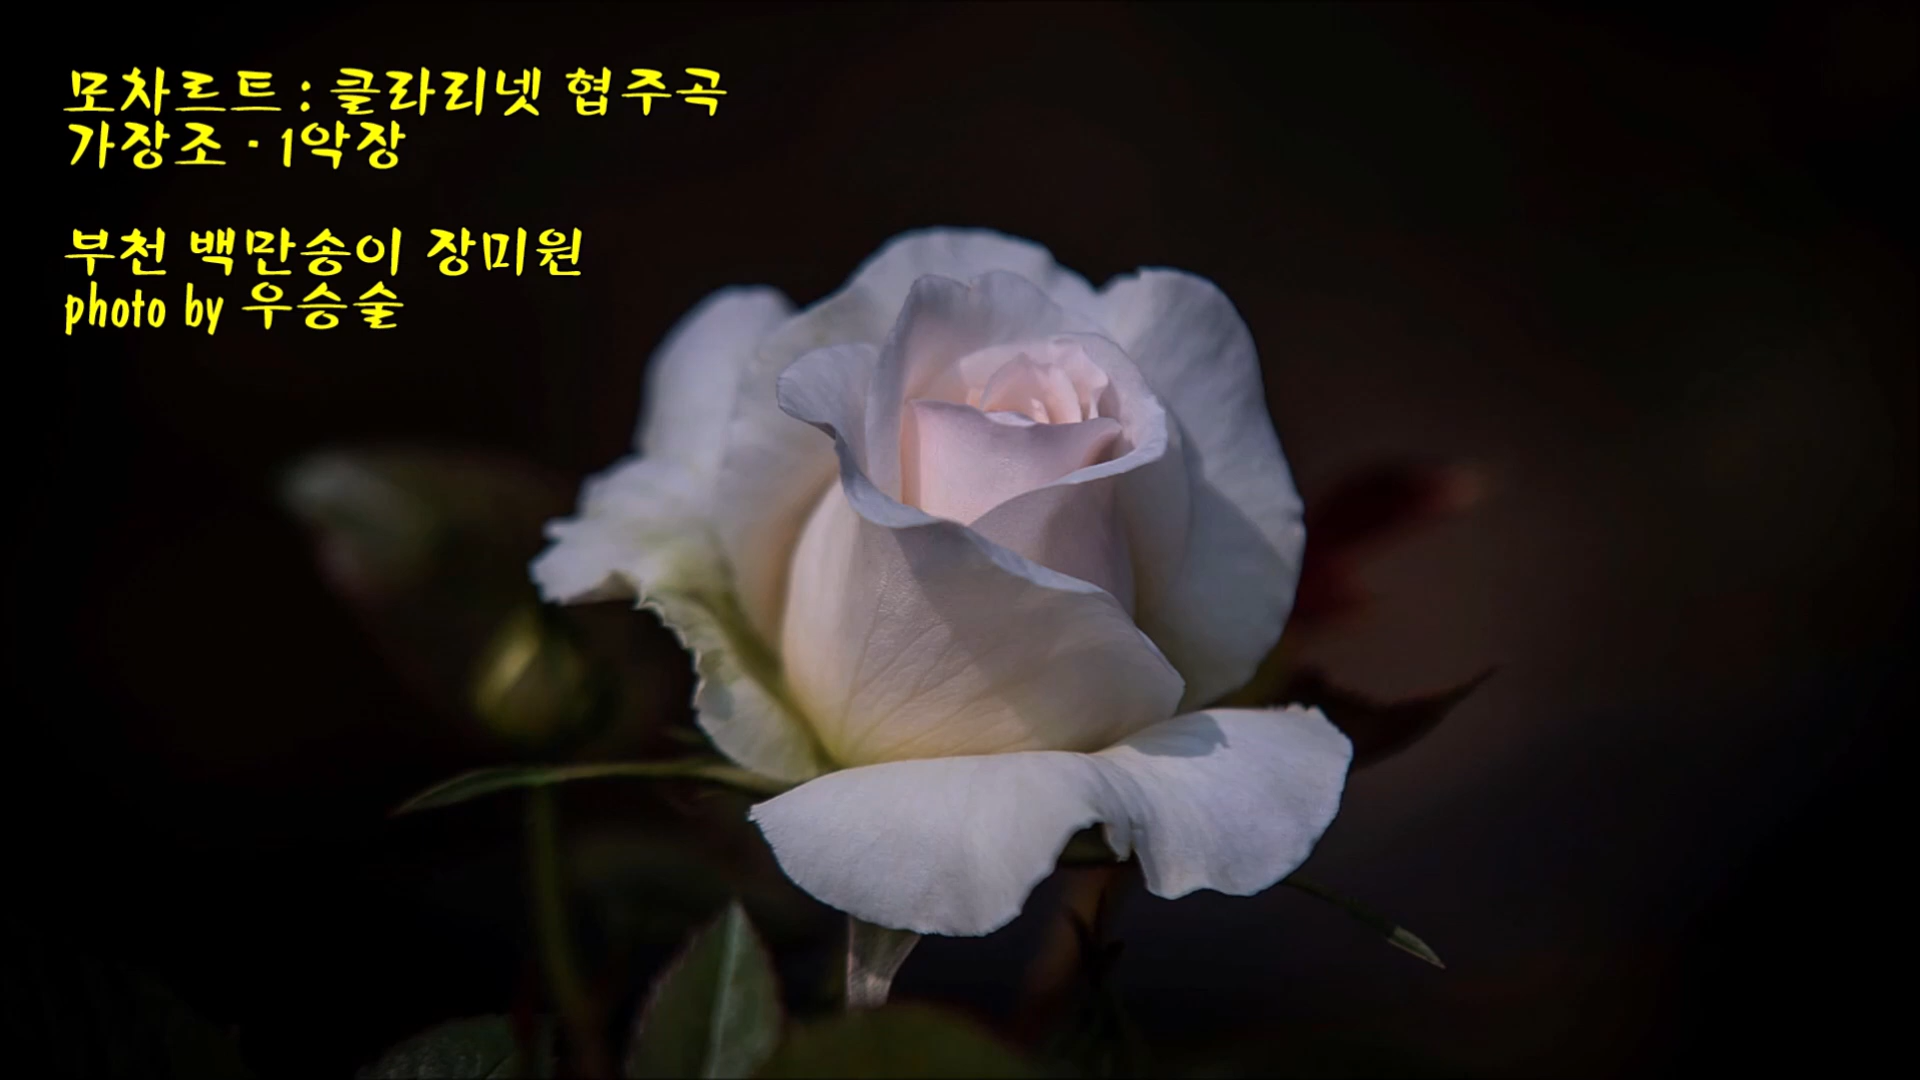 모차르트 : 클라리넷 협주곡
가장조 · 1악장
부천 백만송이 장미원
photo by 우승술